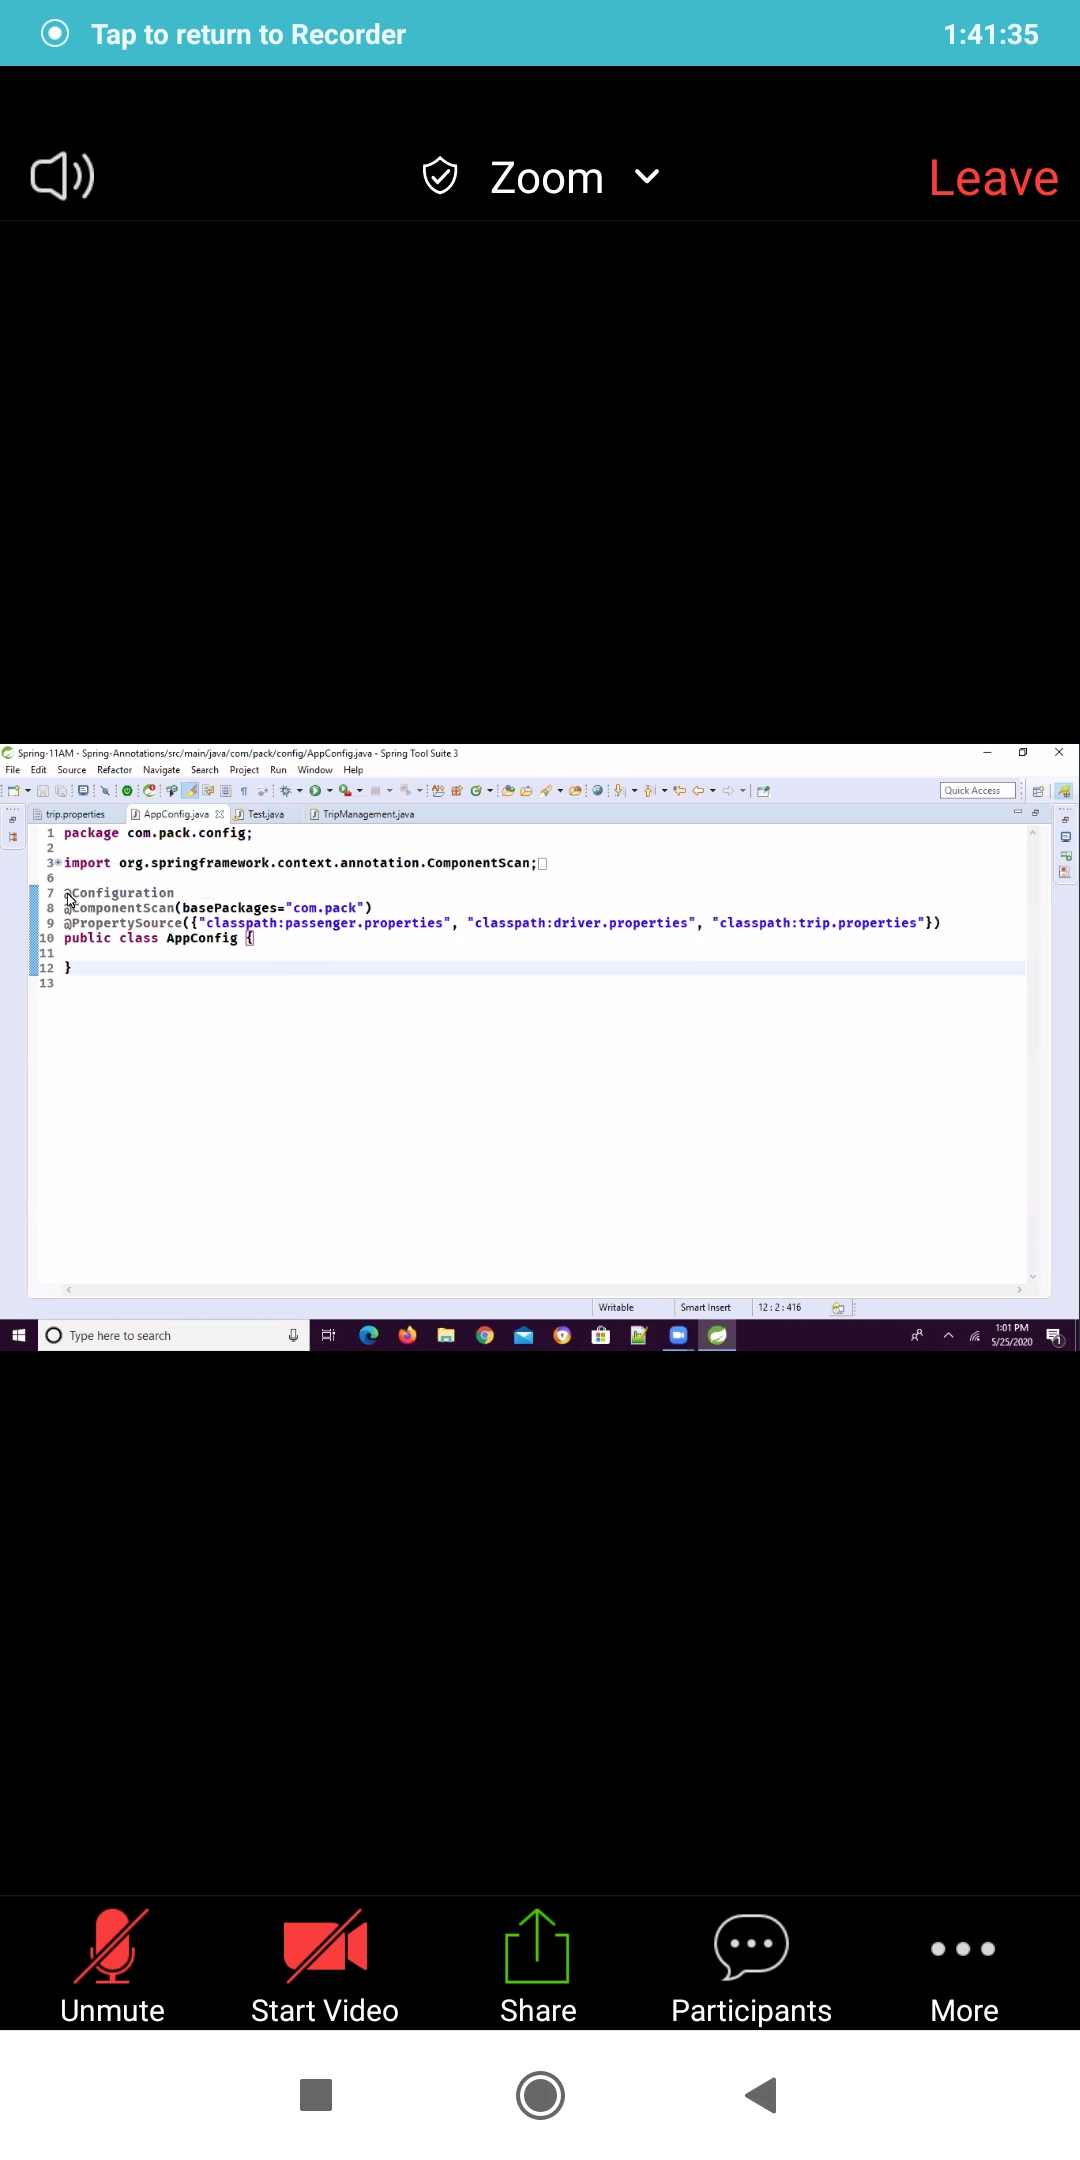 Tap to return to Recorder 1:41:35
Zoom Leave
Spring-11AM - Spring-Annotations/src/main/java/com/pack/config/AppConfig.java - Spring Tool Suite 3
File Edit Source Refactor Navigate Search Project Run Window Help
Quick Access
trip.properties AppConfig.java Test.java TripManagement.java
1 package com.pack.config;
2
3 import org.springframework.context.annotation.ComponentScan;
6
7 @Configuration
8 @ComponentScan(basePackages="com.pack")
9 @PropertySource({"classpath:passenger.properties", "classpath:driver.properties", "classpath:trip.properties"})
10 public class AppConfig {
11
12 }
13
Writable Smart Insert 12 : 2 : 416
Type here to search 1:01 PM
5/25/2020 1
Unmute Start Video Share Participants More